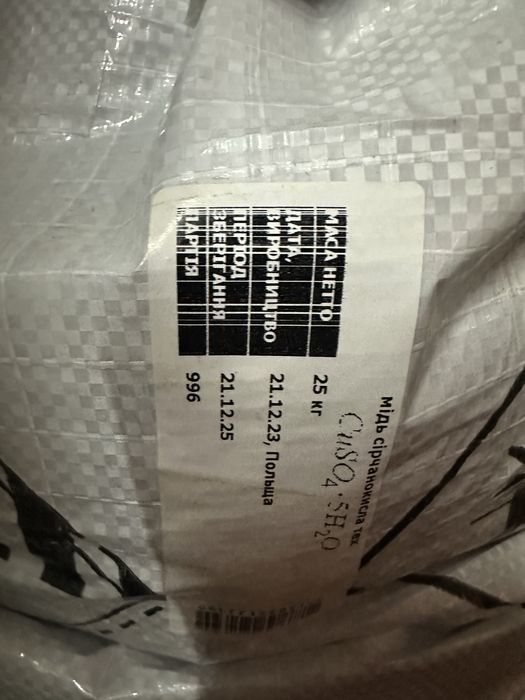 мідь сірчанокисла тех
CuSO₄·5H₂O
МАСА НЕТТО 25 кг
ДАТА, ВИРОБНИЦТВО 21.12.23, Польща
ПЕРІОД ЗБЕРІГАННЯ 21.12.25
ПАРТІЯ 996